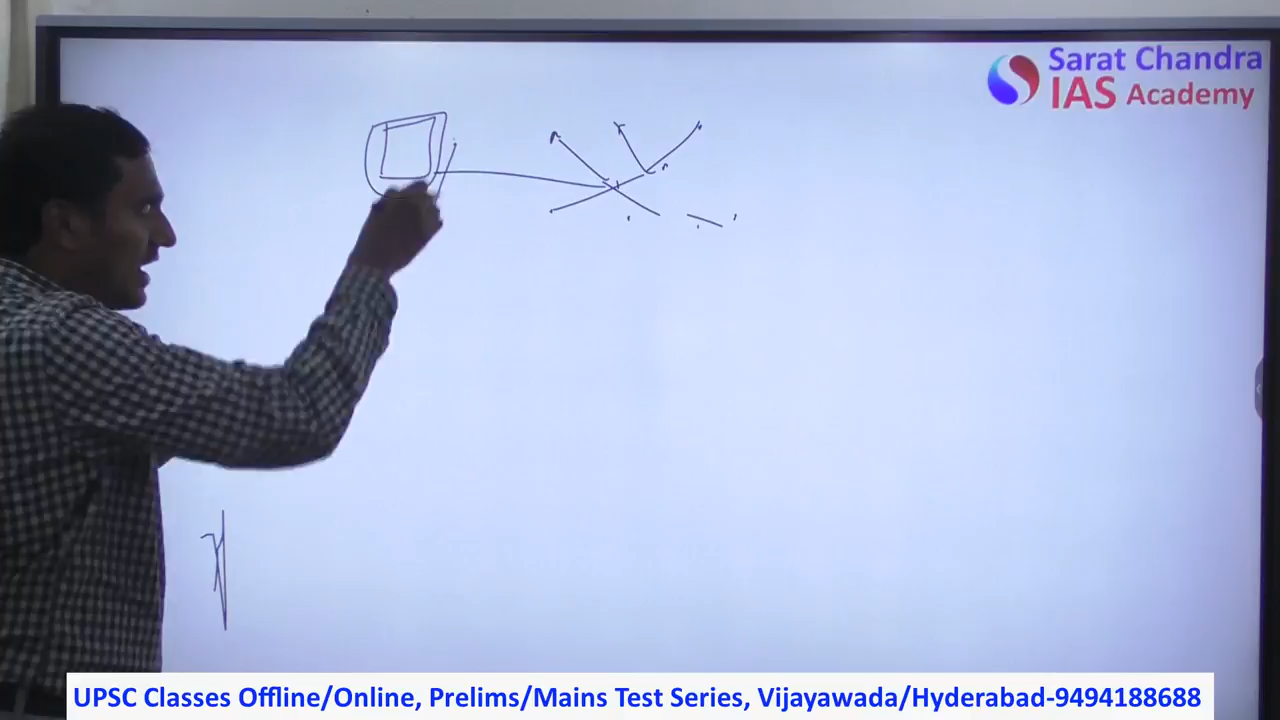 Sarat Chandra
IAS Academy
UPSC Classes Offline/Online, Prelims/Mains Test Series, Vijayawada/Hyderabad-9494188688